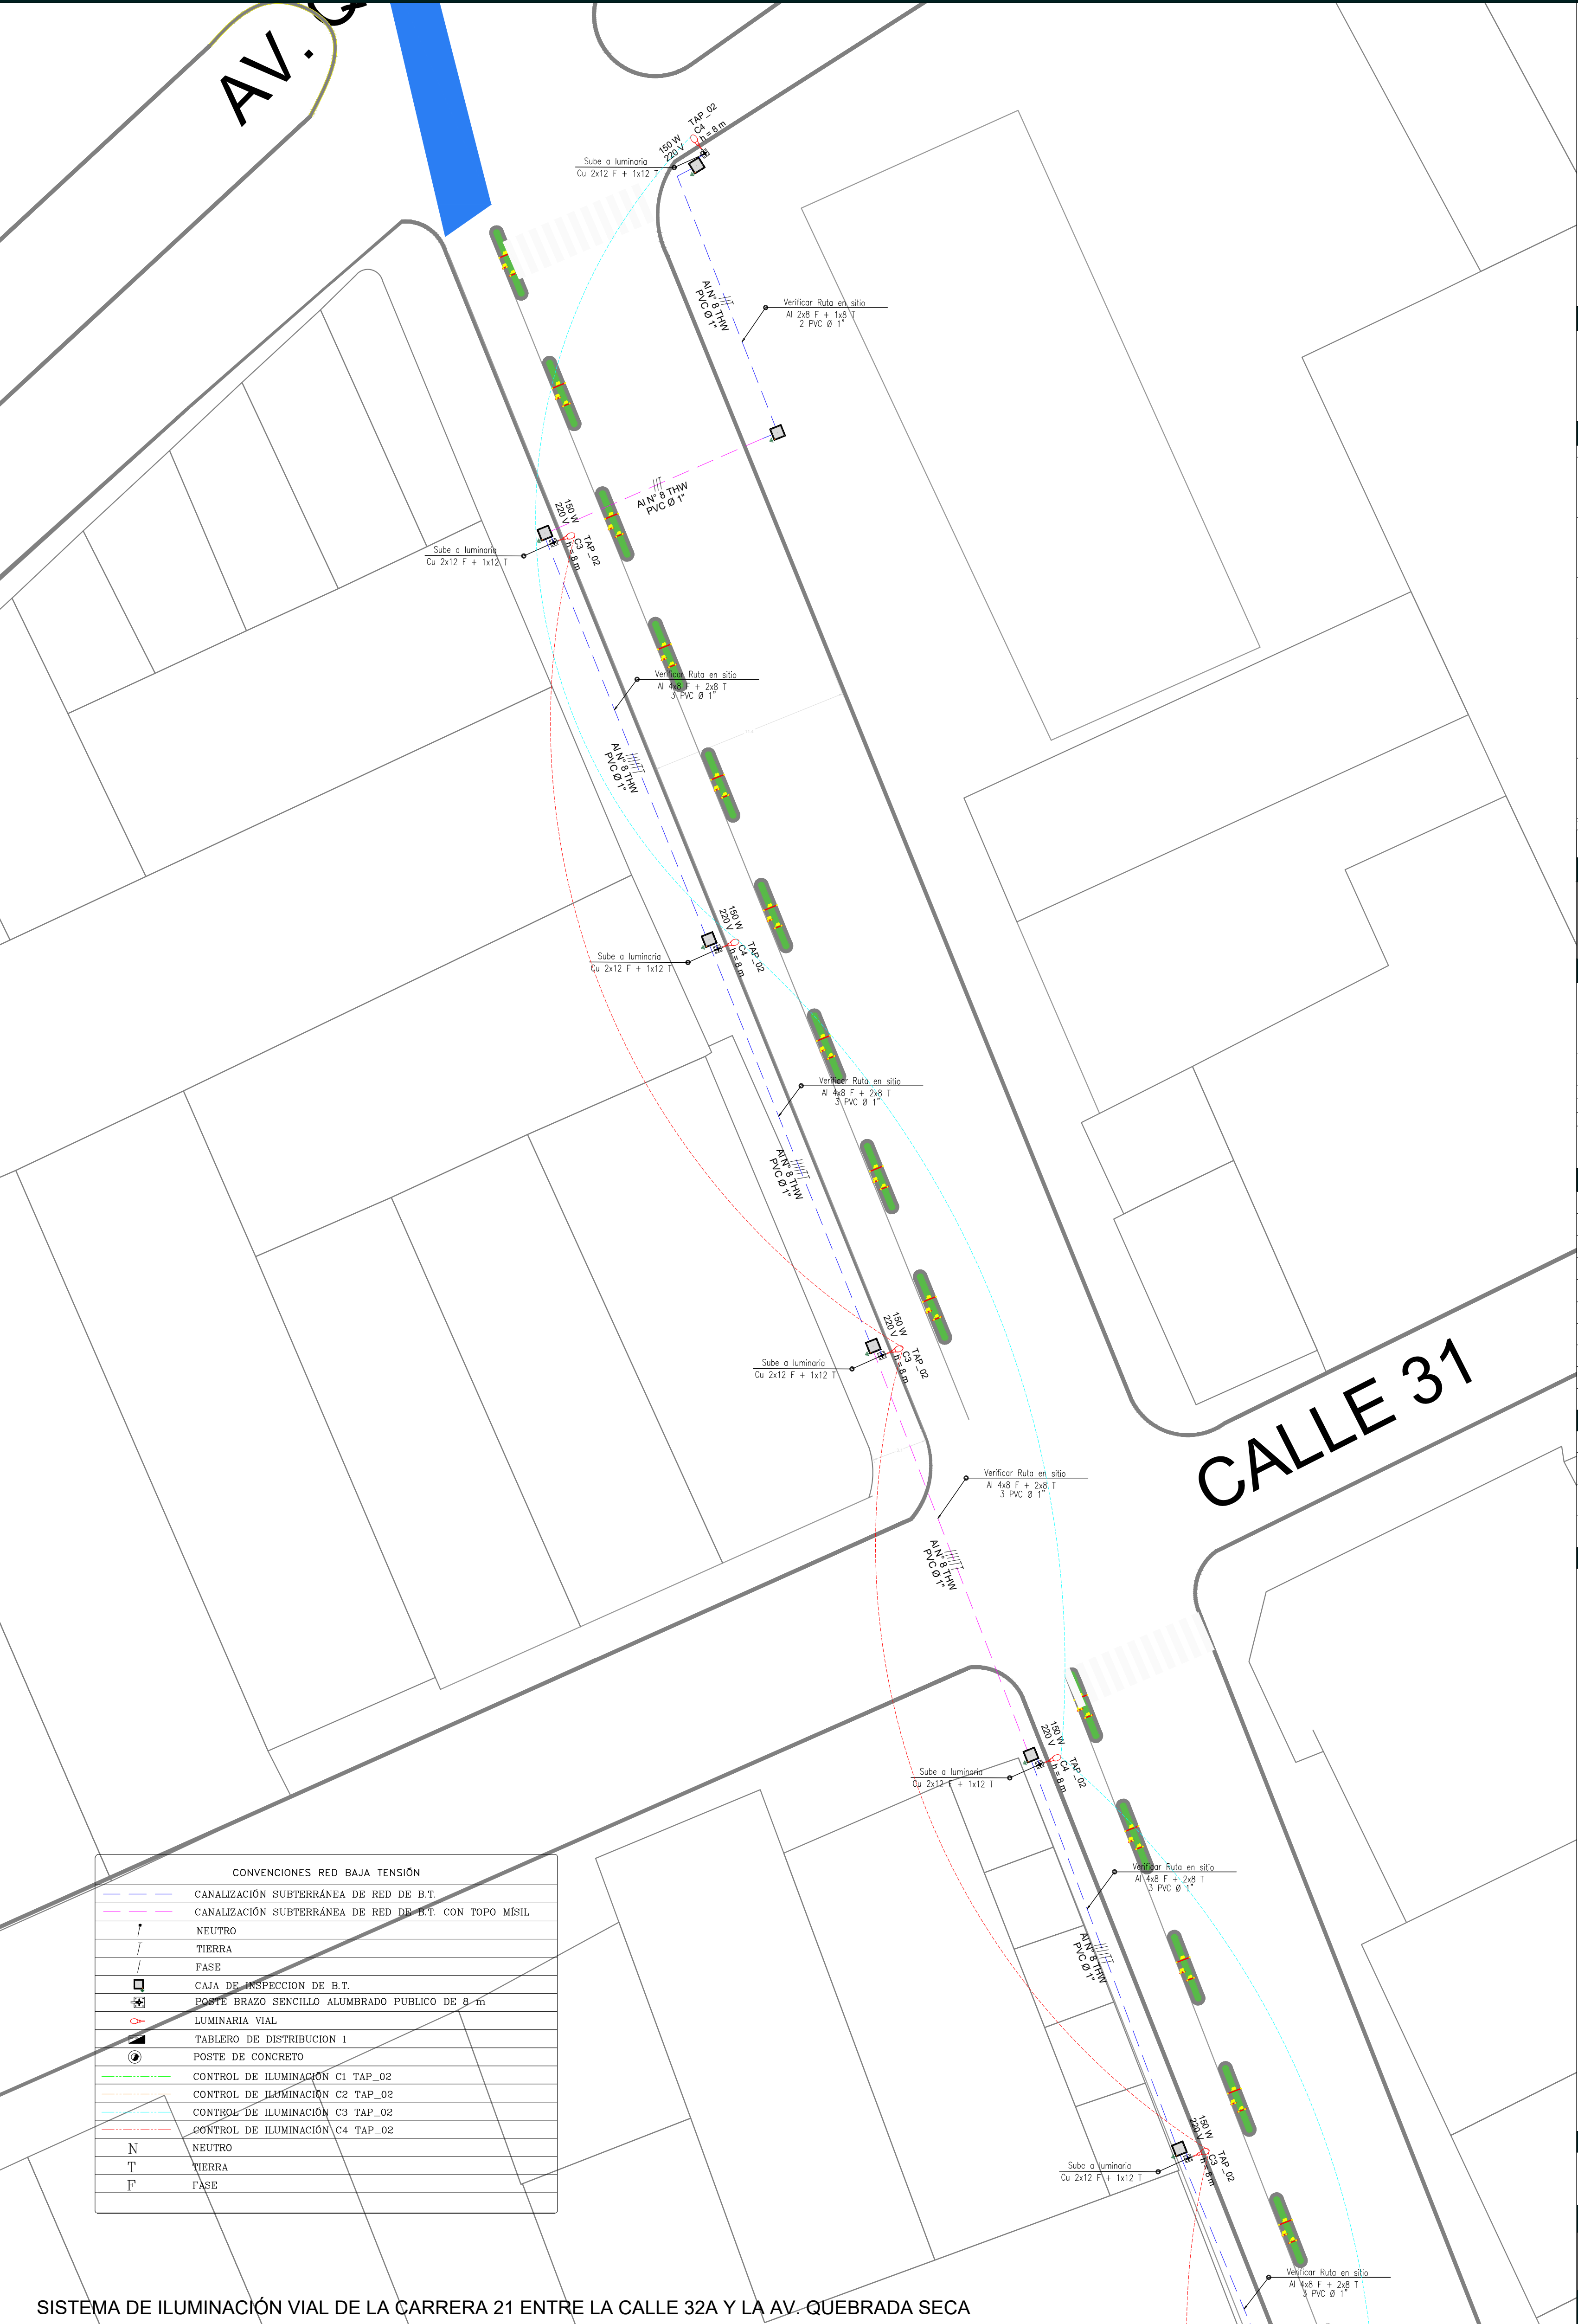 AV. Q
TAP_02
C4
h = 8 m
150 W
220 V
Sube a luminaria
Cu 2x12 F + 1x12 T
Al N° 8 THW
PVC Ø 1"
Verificar Ruta en sitio
Al 2x8 F + 1x8 T
2 PVC Ø 1"
Al N° 8 THW
PVC Ø 1"
150 W
220 V
TAP_02
C3
h = 8 m
Sube a luminaria
Cu 2x12 F + 1x12 T
Verificar Ruta en sitio
Al 4x8 F + 2x8 T
3 PVC Ø 1"
Al N° 8 THW
PVC Ø 1"
150 W
220 V
TAP_02
C4
h = 8 m
Sube a luminaria
Cu 2x12 F + 1x12 T
Verificar Ruta en sitio
Al 4x8 F + 2x8 T
3 PVC Ø 1"
Al N° 8 THW
PVC Ø 1"
150 W
220 V
TAP_02
C3
h = 8 m
Sube a luminaria
Cu 2x12 F + 1x12 T
CALLE 31
Verificar Ruta en sitio
Al 4x8 F + 2x8 T
3 PVC Ø 1"
Al N° 8 THW
PVC Ø 1"
150 W
220 V
TAP_02
C4
h = 8 m
Sube a luminaria
Cu 2x12 F + 1x12 T
Verificar Ruta en sitio
Al 4x8 F + 2x8 T
3 PVC Ø 1"
Al N° 8 THW
PVC Ø 1"
150 W
220 V
TAP_02
C3
h = 8 m
Sube a luminaria
Cu 2x12 F + 1x12 T
Verificar Ruta en sitio
Al 4x8 F + 2x8 T
3 PVC Ø 1"
CONVENCIONES RED BAJA TENSIÓN
CANALIZACIÓN SUBTERRÁNEA DE RED DE B.T.
CANALIZACIÓN SUBTERRÁNEA DE RED DE B.T. CON TOPO MÍSIL
NEUTRO
TIERRA
FASE
CAJA DE INSPECCION DE B.T.
POSTE BRAZO SENCILLO ALUMBRADO PUBLICO DE 8 m
LUMINARIA VIAL
TABLERO DE DISTRIBUCION 1
POSTE DE CONCRETO
CONTROL DE ILUMINACIÓN C1 TAP_02
CONTROL DE ILUMINACIÓN C2 TAP_02
CONTROL DE ILUMINACIÓN C3 TAP_02
CONTROL DE ILUMINACIÓN C4 TAP_02
N NEUTRO
T TIERRA
F FASE
SISTEMA DE ILUMINACIÓN VIAL DE LA CARRERA 21 ENTRE LA CALLE 32A Y LA AV. QUEBRADA SECA